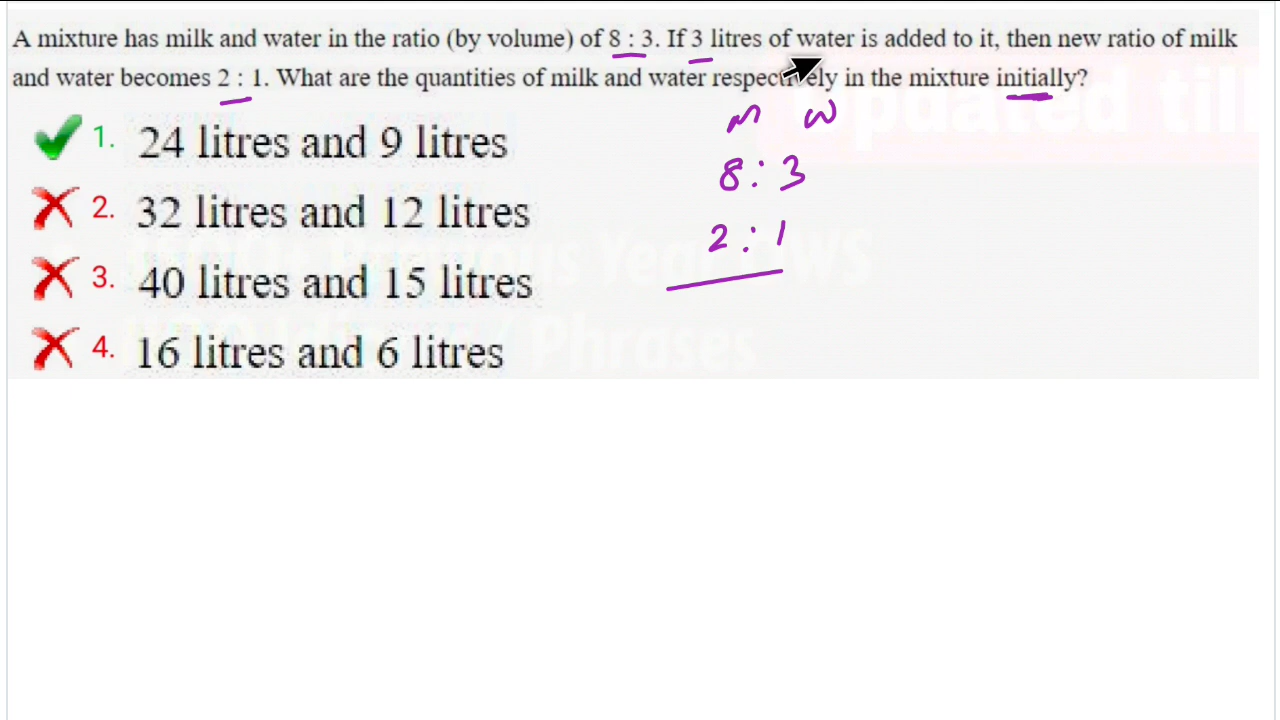 A mixture has milk and water in the ratio (by volume) of 8 : 3. If 3 litres of water is added to it, then new ratio of milk
and water becomes 2 : 1. What are the quantities of milk and water respectively in the mixture initially?
M W
1. 24 litres and 9 litres
8 : 3
2. 32 litres and 12 litres
2 : 1
3. 40 litres and 15 litres
4. 16 litres and 6 litres